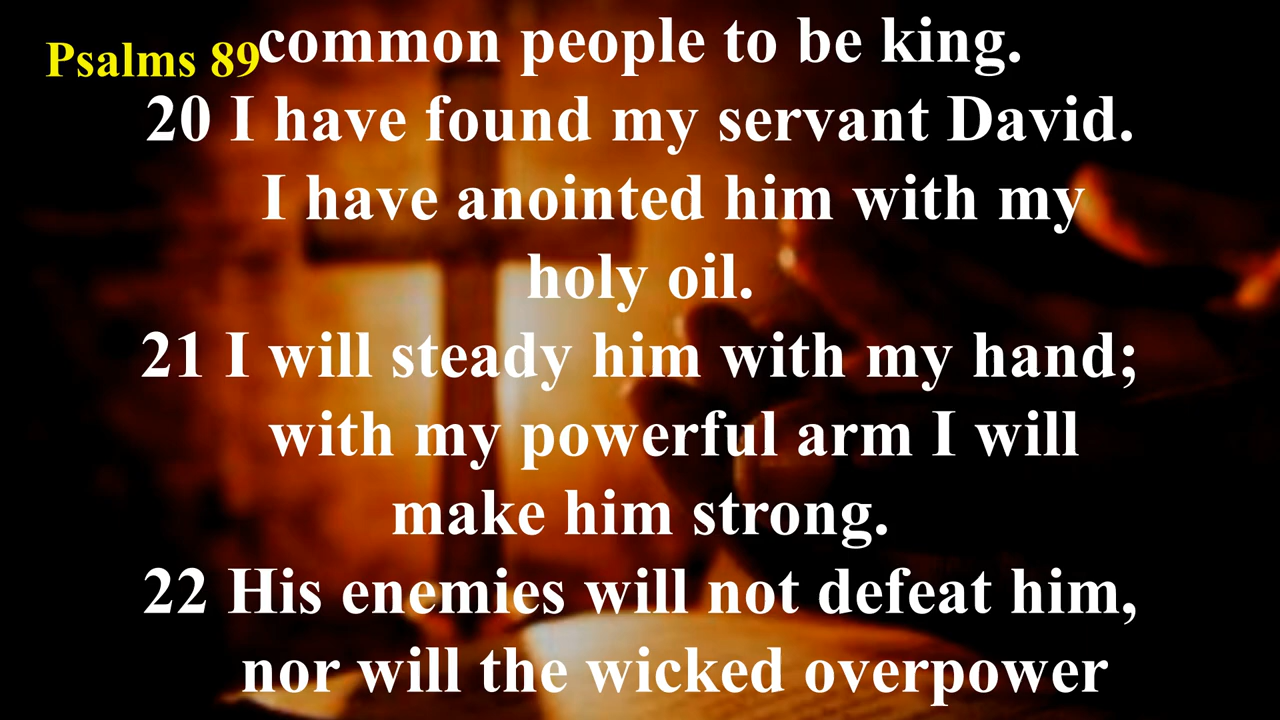 Psalms 89
common people to be king.
20 I have found my servant David.
I have anointed him with my
holy oil.
21 I will steady him with my hand;
with my powerful arm I will
make him strong.
22 His enemies will not defeat him,
nor will the wicked overpower